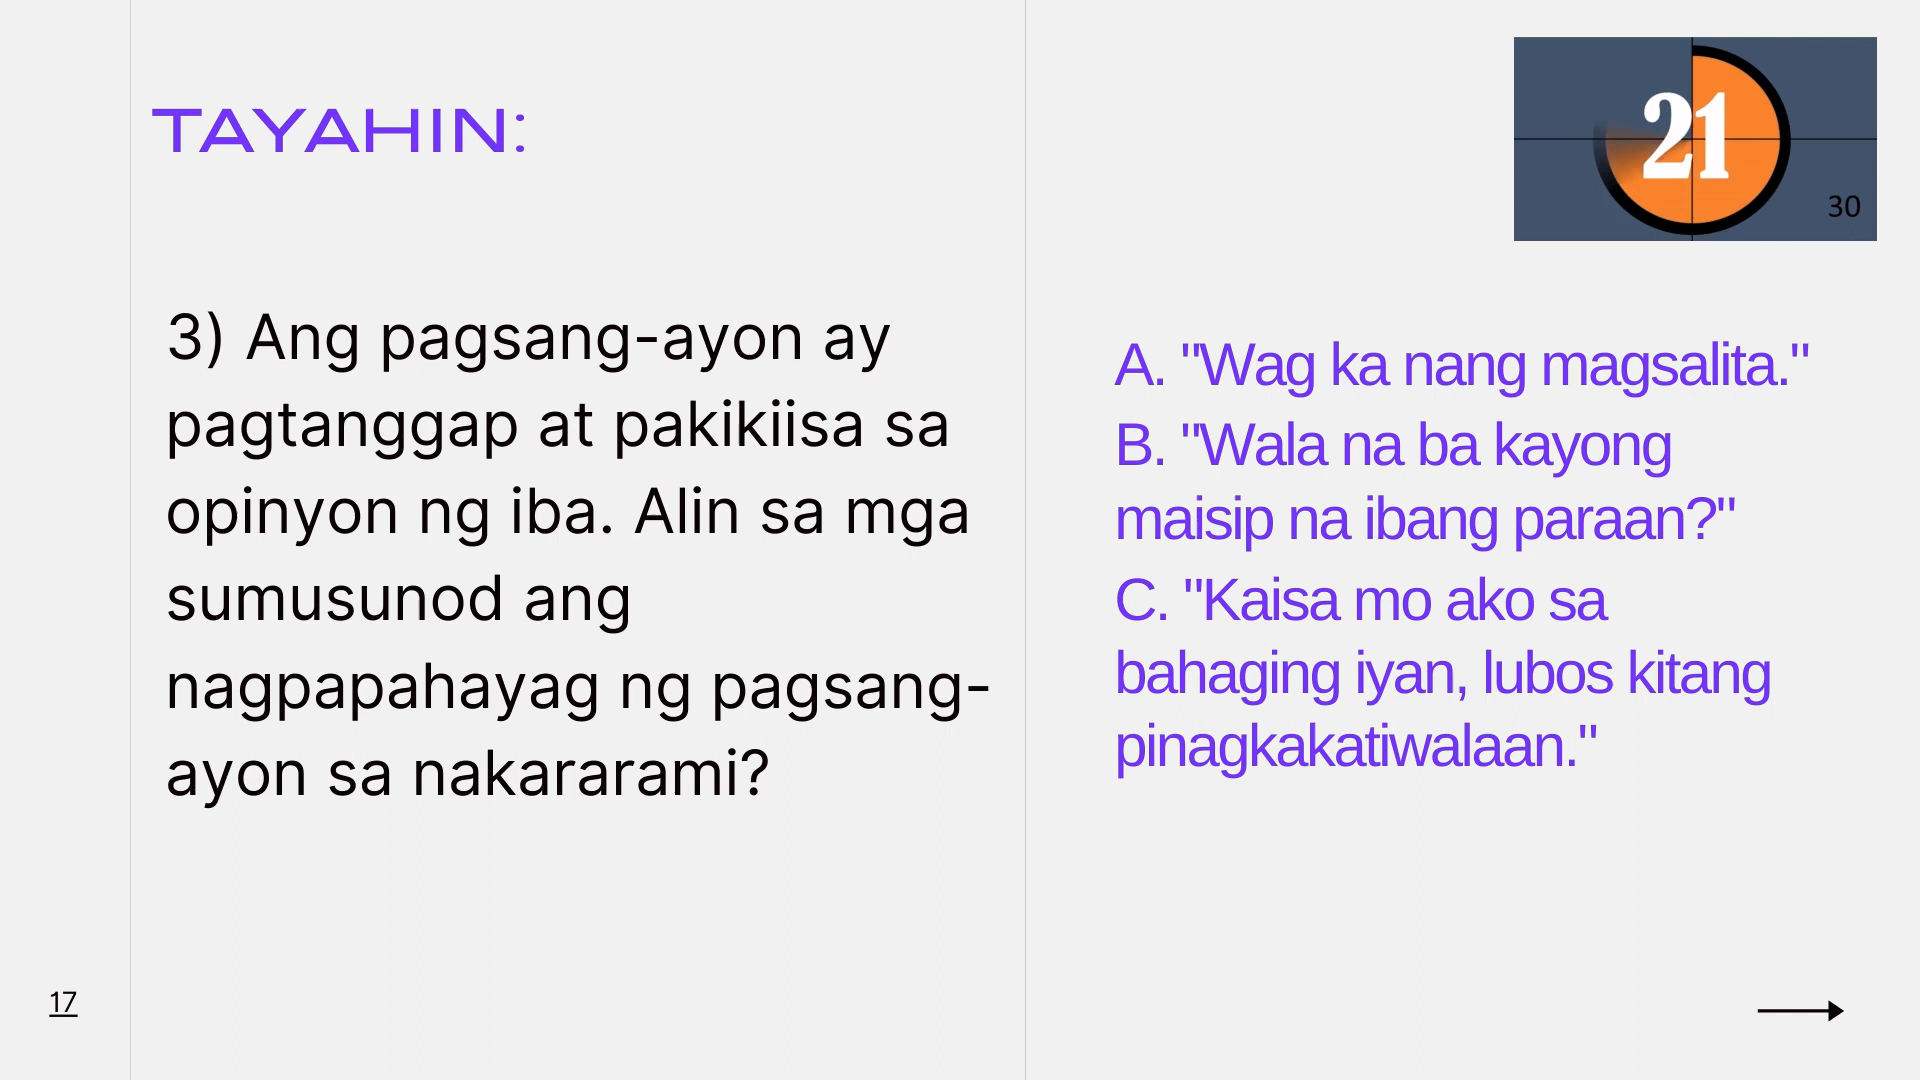 TAYAHIN:
21
30
3) Ang pagsang-ayon ay
pagtanggap at pakikiisa sa
opinyon ng iba. Alin sa mga
sumusunod ang
nagpapahayag ng pagsang-
ayon sa nakararami?
A. "Wag ka nang magsalita."
B. "Wala na ba kayong
maisip na ibang paraan?"
C. "Kaisa mo ako sa
bahaging iyan, lubos kitang
pinagkakatiwalaan."
17